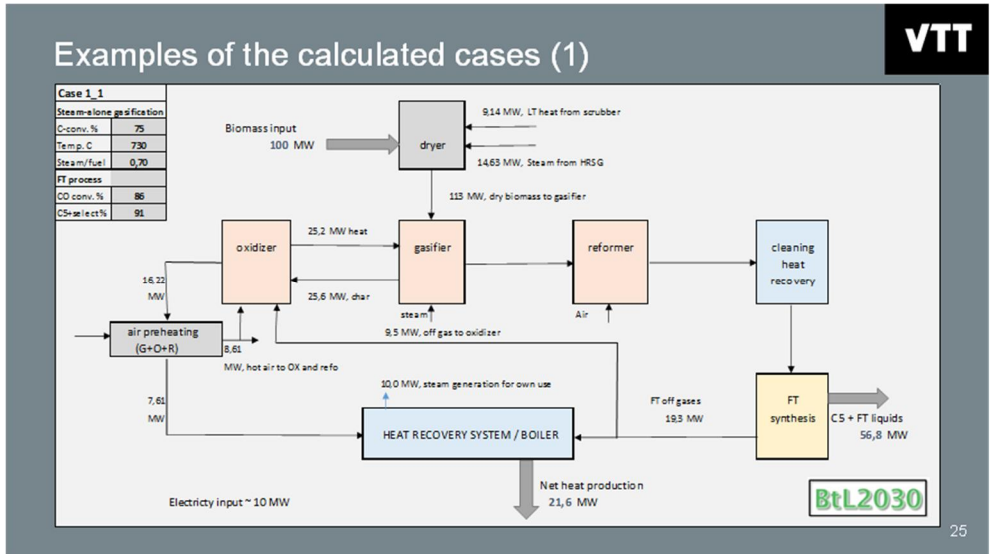 VTT
Examples of the calculated cases (1)
Case 1_1
Steam-alone gasification
C-conv. % 75
Temp. C 730
Steam/fuel 0,70
FT process
CO conv. % 86
C5+select% 91
Biomass input
100 MW
dryer
9,14 MW, LT heat from scrubber
14,63 MW, Steam from HRSG
113 MW, dry biomass to gasifier
oxidizer
25,2 MW heat
25,6 MW, char
gasifier
steam
reformer
Air
cleaning
heat
recovery
16,22
MW
air preheating
(G+O+R)
8,61
MW, hot air to OX and refo
9,5 MW, off gas to oxidizer
7,61
MW
10,0 MW, steam generation for own use
HEAT RECOVERY SYSTEM / BOILER
FT off gases
19,3 MW
FT
synthesis
C5 + FT liquids
56,8 MW
Net heat production
21,6 MW
Electricty input ~ 10 MW
BtL2030
25